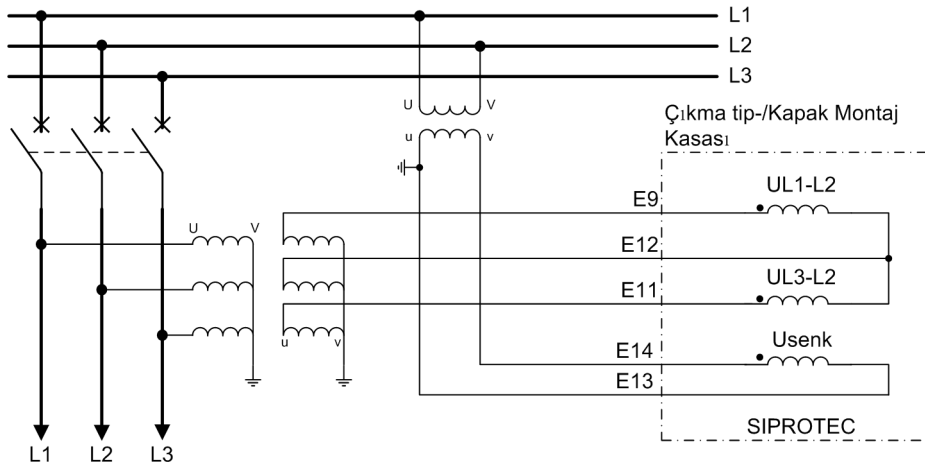 L1
L2
L3
U V
u v
Çıkma tip-/Kapak Montaj
Kasası
UL1-L2
E9
U V
E12
UL3-L2
E11
u v
Usenk
E14
E13
SIPROTEC
L1 L2 L3